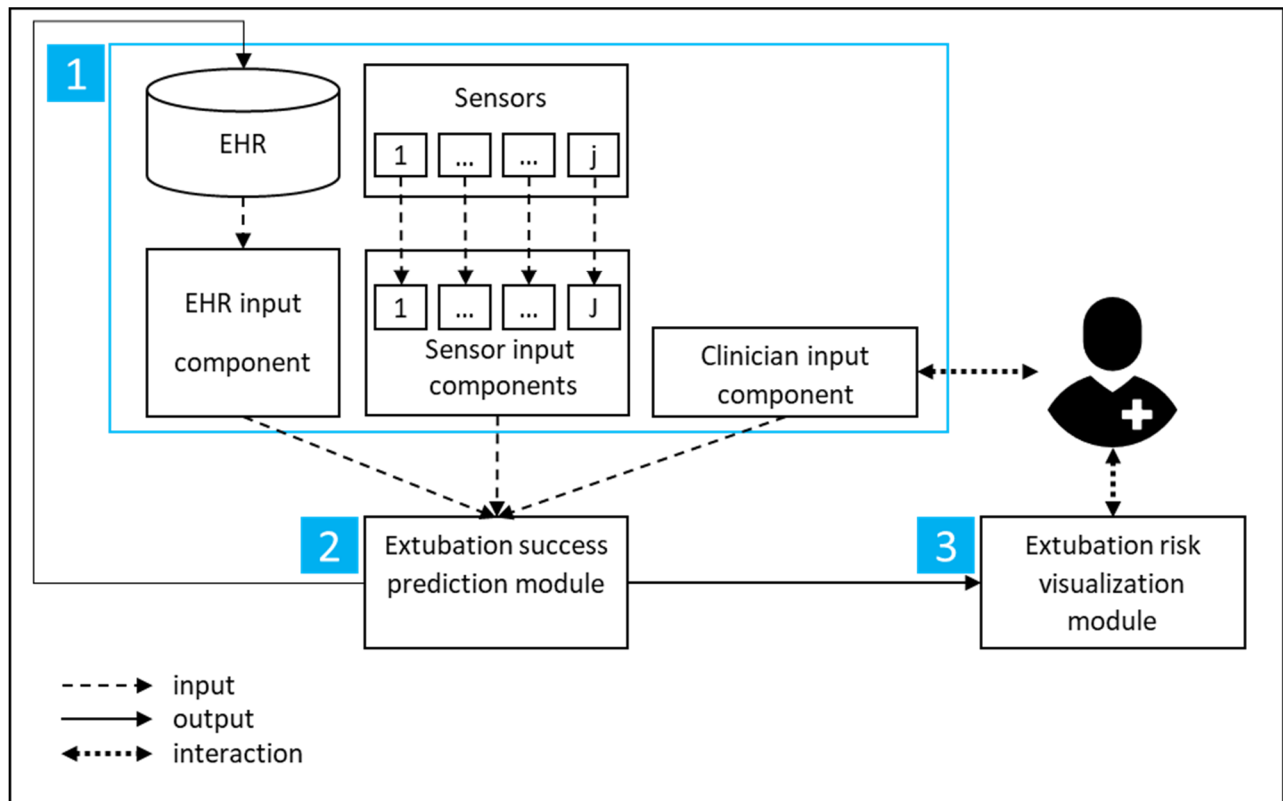 1
EHR
Sensors
1
...
...
j
EHR input
component
1
...
...
J
Sensor input
components
Clinician input
component
2
Extubation success
prediction module
3
Extubation risk
visualization
module
input
output
interaction